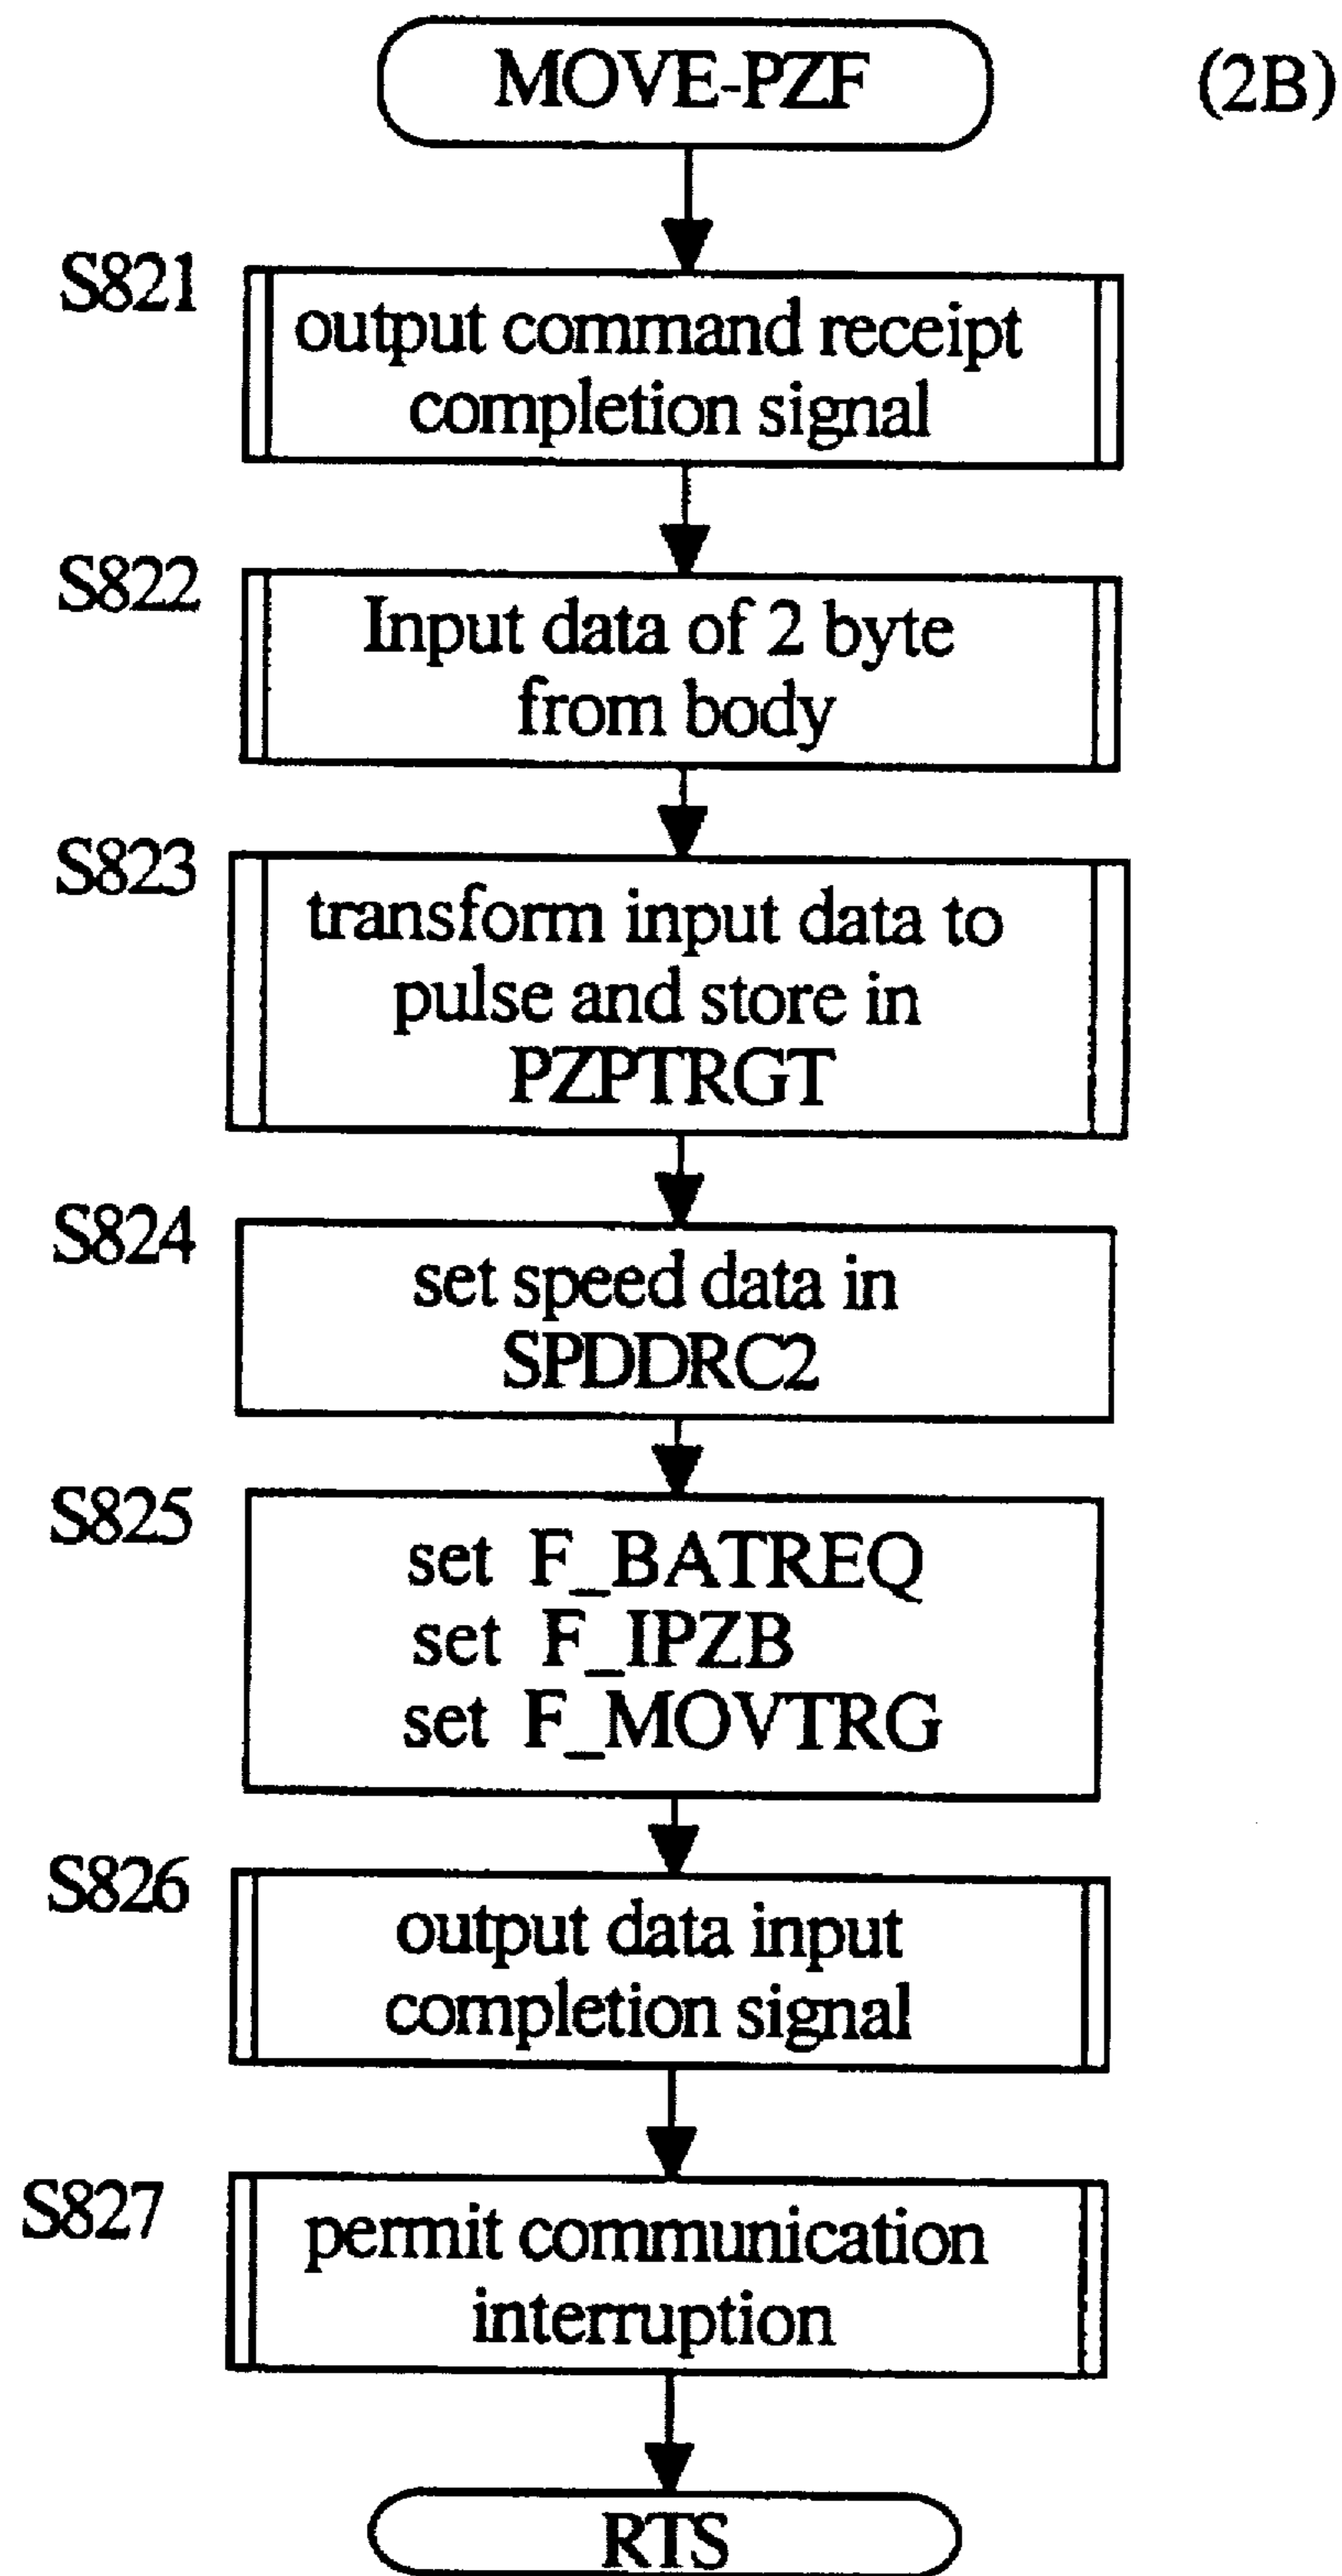 MOVE-PZF
(2B)
S821
output command receipt
completion signal
S822
Input data of 2 byte
from body
S823
transform input data to
pulse and store in
PZPTRGT
S824
set speed data in
SPDDRC2
S825
set F_BATREQ
set F_IPZB
set F_MOVTRG
S826
output data input
completion signal
S827
permit communication
interruption
RTS